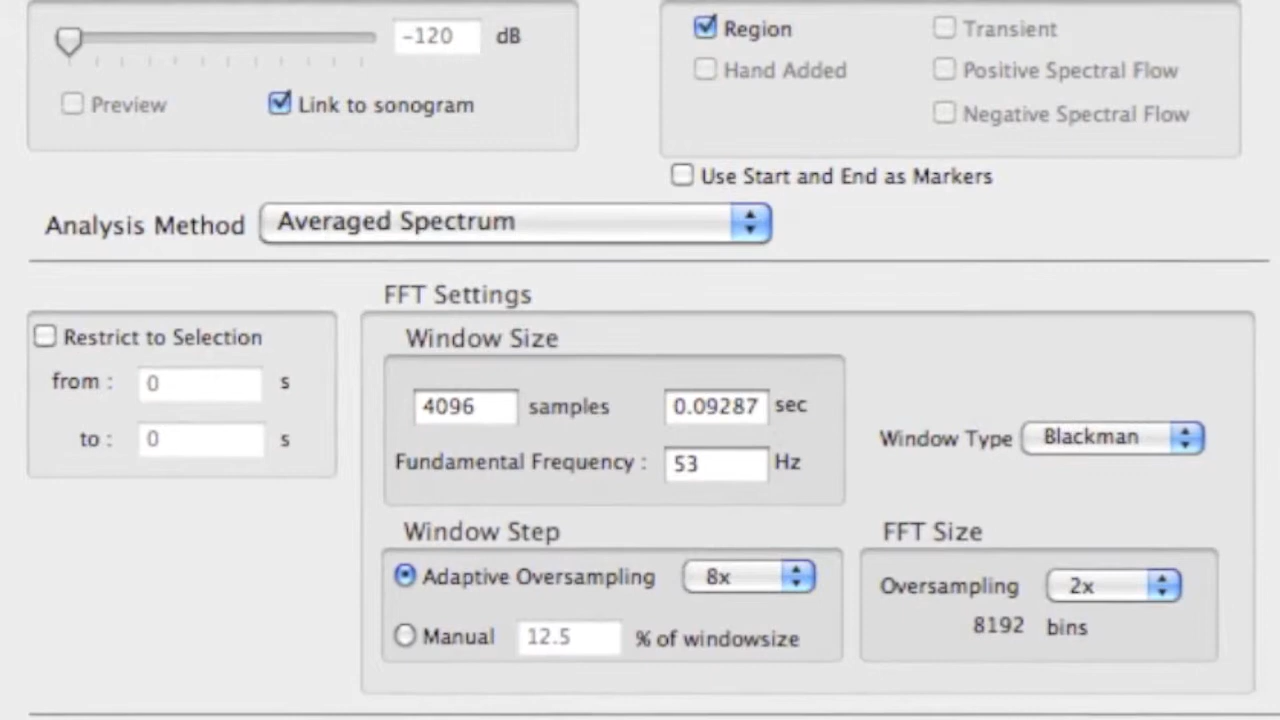 -120 dB
Preview
Link to sonogram
Region
Transient
Hand Added
Positive Spectral Flow
Negative Spectral Flow
Use Start and End as Markers
Analysis Method Averaged Spectrum
Restrict to Selection
from : 0 s
to : 0 s
FFT Settings
Window Size
4096 samples 0.09287 sec
Fundamental Frequency : 53 Hz
Window Type Blackman
Window Step
Adaptive Oversampling 8x
Manual 12.5 % of windowsize
FFT Size
Oversampling 2x
8192 bins